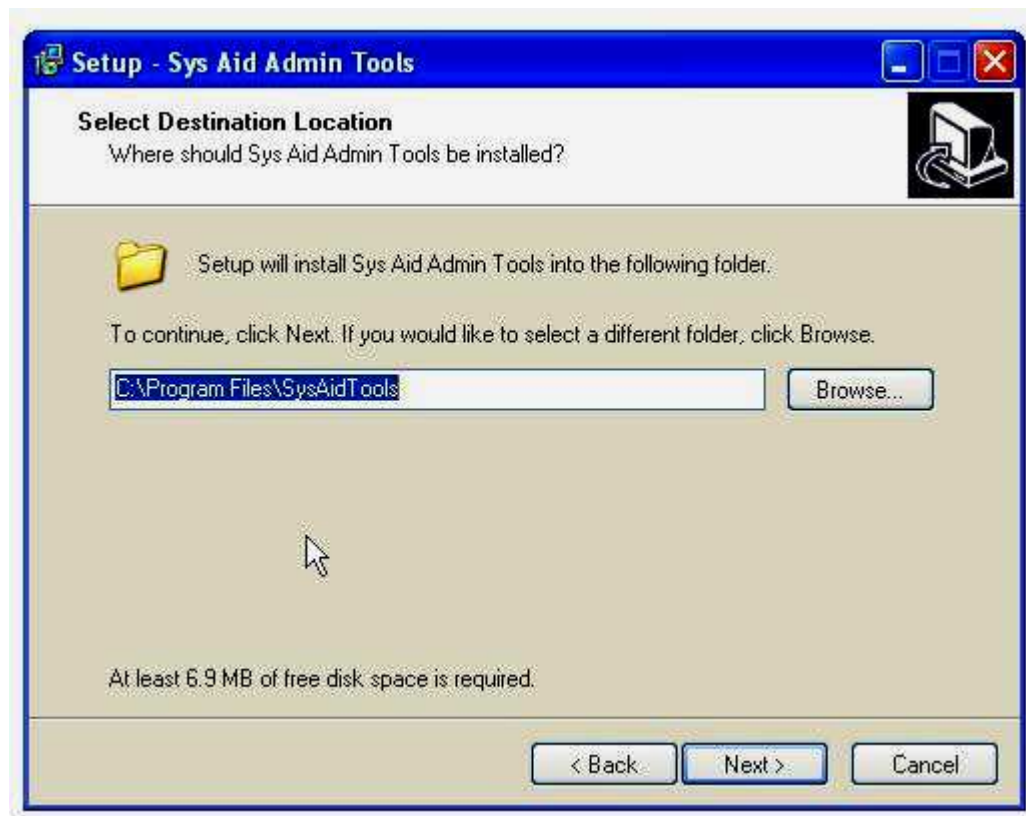 Setup - Sys Aid Admin Tools
Select Destination Location
Where should Sys Aid Admin Tools be installed?
Setup will install Sys Aid Admin Tools into the following folder.
To continue, click Next. If you would like to select a different folder, click Browse.
C:\Program Files\SysAidTools
Browse...
At least 6.9 MB of free disk space is required.
< Back
Next >
Cancel